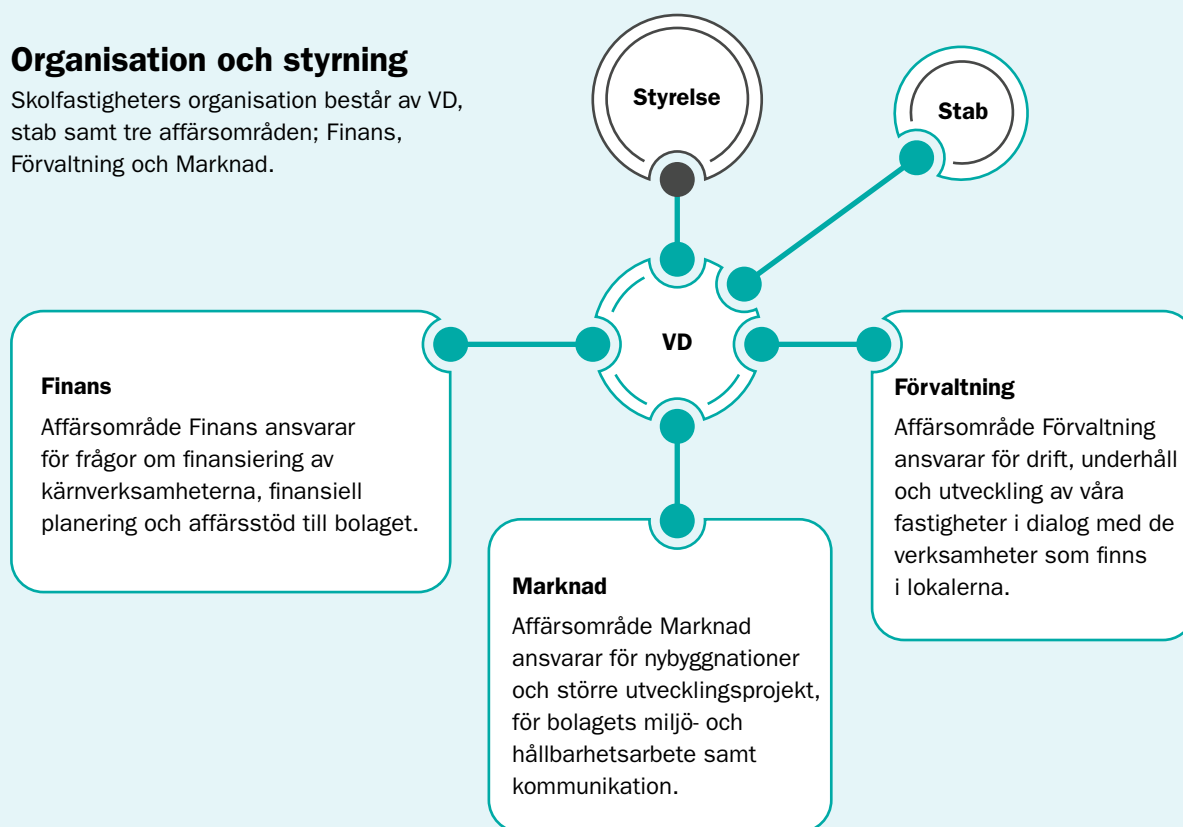 Organisation och styrning
Skolfastigheters organisation består av VD,
stab samt tre affärsområden; Finans,
Förvaltning och Marknad.
Styrelse
Stab
VD
Finans
Affärsområde Finans ansvarar
för frågor om finansiering av
kärnverksamheterna, finansiell
planering och affärsstöd till bolaget.
Marknad
Affärsområde Marknad
ansvarar för nybyggnationer
och större utvecklingsprojekt,
för bolagets miljö- och
hållbarhetsarbete samt
kommunikation.
Förvaltning
Affärsområde Förvaltning
ansvarar för drift, underhåll
och utveckling av våra
fastigheter i dialog med de
verksamheter som finns
i lokalerna.